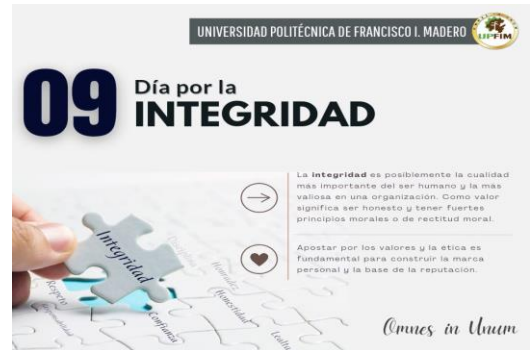 UNIVERSIDAD POLITÉCNICA DE FRANCISCO I. MADERO
UPFIM
09
Día por la
INTEGRIDAD
La integridad es posiblemente la cualidad
más importante del ser humano y la más
valiosa en una organización. Como valor
significa ser honesto y tener fuertes
principios morales o de rectitud moral.
Apostar por los valores y la ética es
fundamental para construir la marca
personal y la base de la reputación.
Integridad
Respeto
Honestidad
Confianza
Omnes in Unum